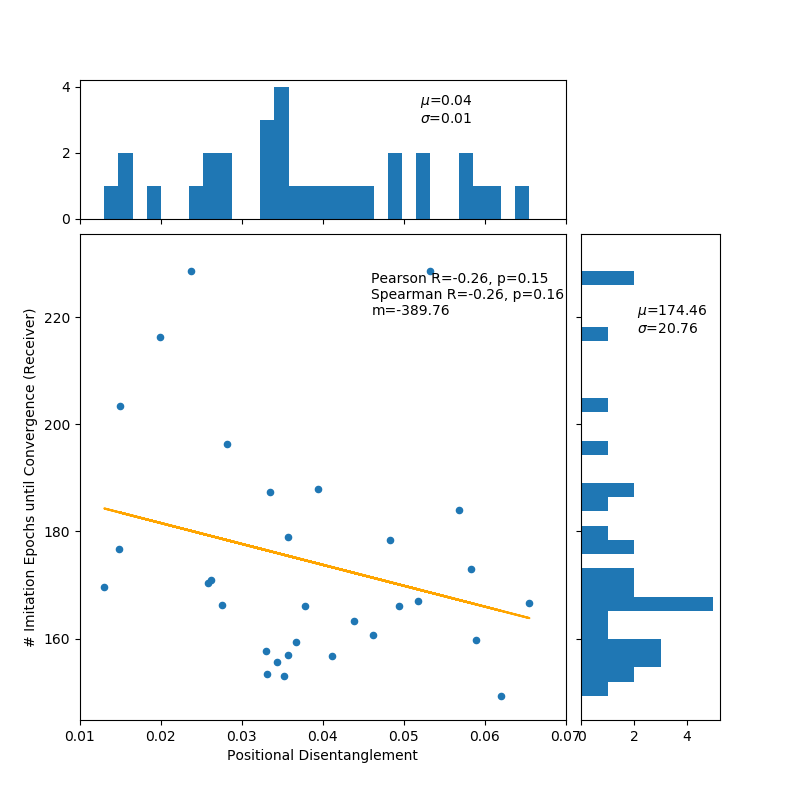 4
2
0
μ=0.04
σ=0.01
Pearson R=-0.26, p=0.15
Spearman R=-0.26, p=0.16
m=-389.76
μ=174.46
σ=20.76
220
200
180
160
# Imitation Epochs until Convergence (Receiver)
0.01 0.02 0.03 0.04 0.05 0.06 0.07
0 2 4
Positional Disentanglement